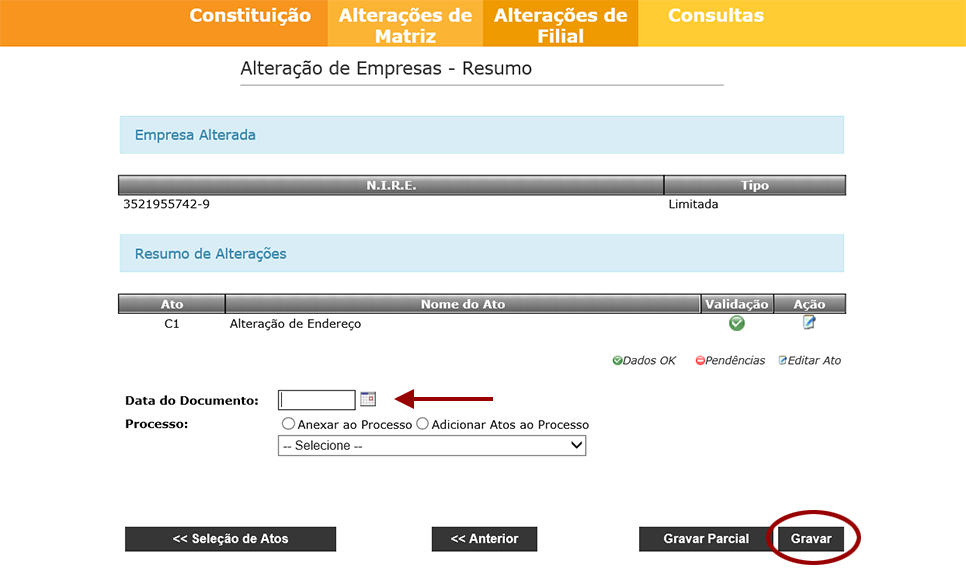 Constituição
Alterações de
Matriz
Alterações de
Filial
Consultas
Alteração de Empresas - Resumo
Empresa Alterada
N.I.R.E. Tipo
3521955742-9 Limitada
Resumo de Alterações
Ato Nome do Ato Validação Ação
C1 Alteração de Endereço
Dados OK Pendências Editar Ato
Data do Documento:
Processo: Anexar ao Processo Adicionar Atos ao Processo
-- Selecione --
<< Seleção de Atos << Anterior Gravar Parcial Gravar